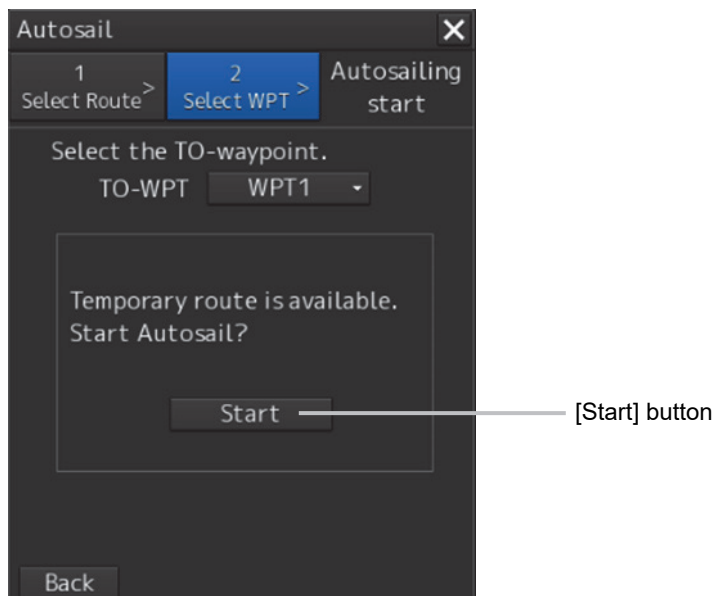 Autosail
1
Select Route >
2
Select WPT >
Autosailing
start
Select the TO-waypoint.
TO-WPT WPT1
Temporary route is available.
Start Autosail?
Start
[Start] button
Back